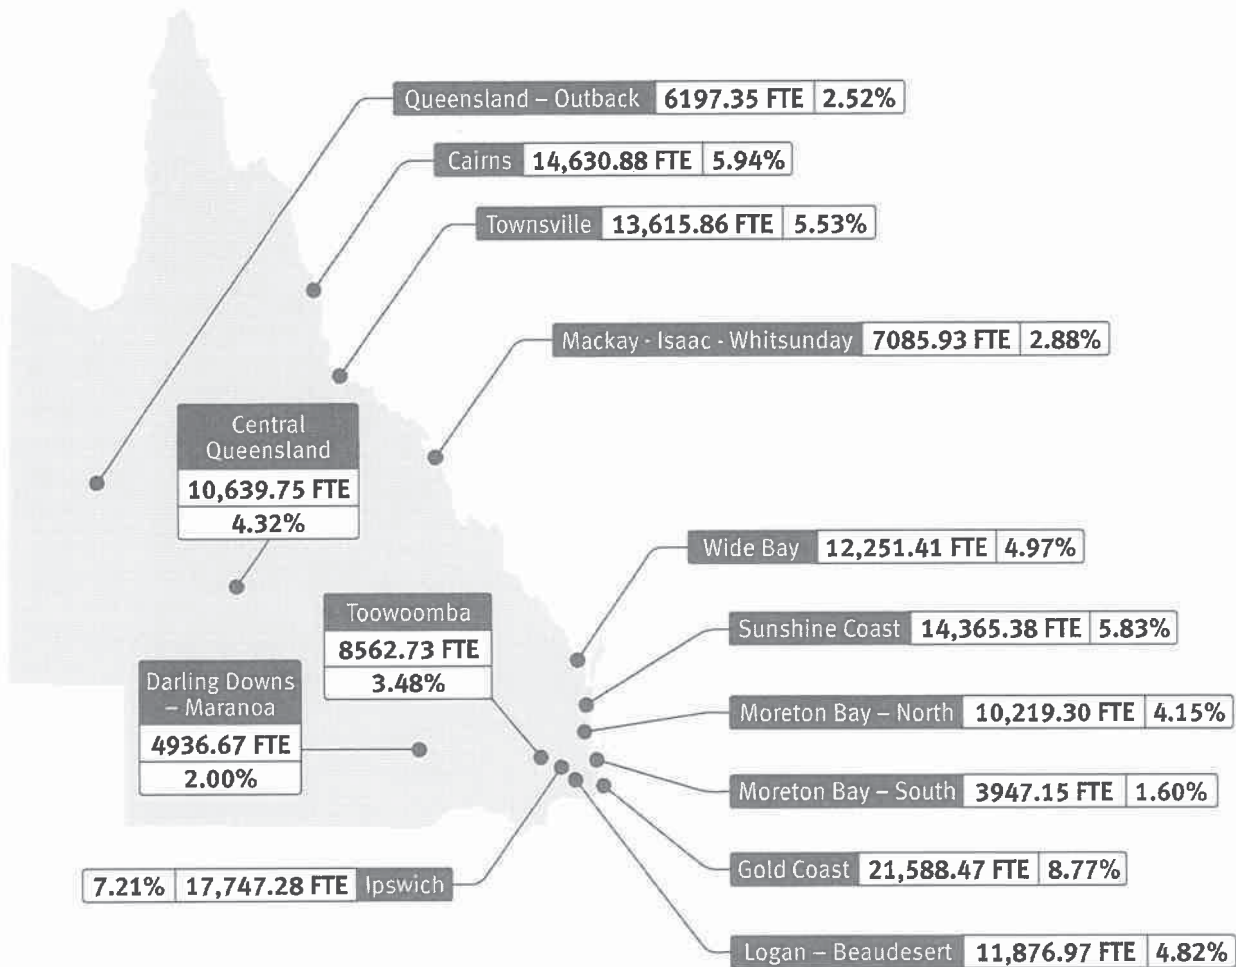 Queensland – Outback 6197.35 FTE 2.52%
Cairns 14,630.88 FTE 5.94%
Townsville 13,615.86 FTE 5.53%
Mackay - Isaac - Whitsunday 7085.93 FTE 2.88%
Central
Queensland
10,639.75 FTE
4.32%
Wide Bay 12,251.41 FTE 4.97%
Toowoomba
8562.73 FTE
3.48%
Sunshine Coast 14,365.38 FTE 5.83%
Darling Downs
– Maranoa
4936.67 FTE
2.00%
Moreton Bay – North 10,219.30 FTE 4.15%
Moreton Bay – South 3947.15 FTE 1.60%
Gold Coast 21,588.47 FTE 8.77%
7.21% 17,747.28 FTE Ipswich
Logan – Beaudesert 11,876.97 FTE 4.82%